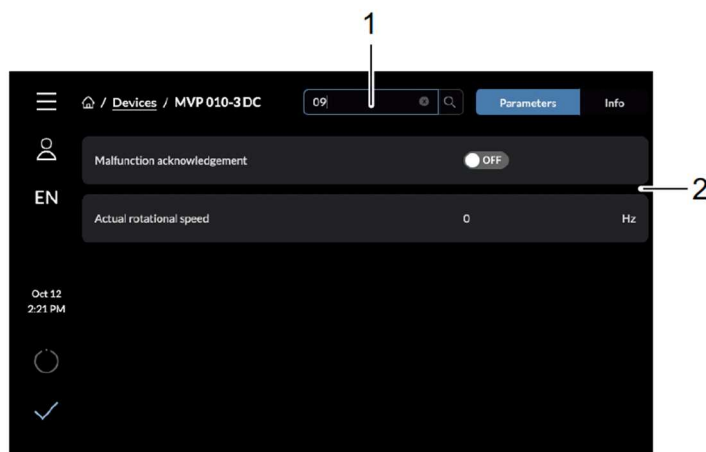 1
/ Devices / MVP 010-3 DC
09
Parameters
Info
Malfunction acknowledgement
OFF
2
EN
Actual rotational speed
0
Hz
Oct 12
2:21 PM